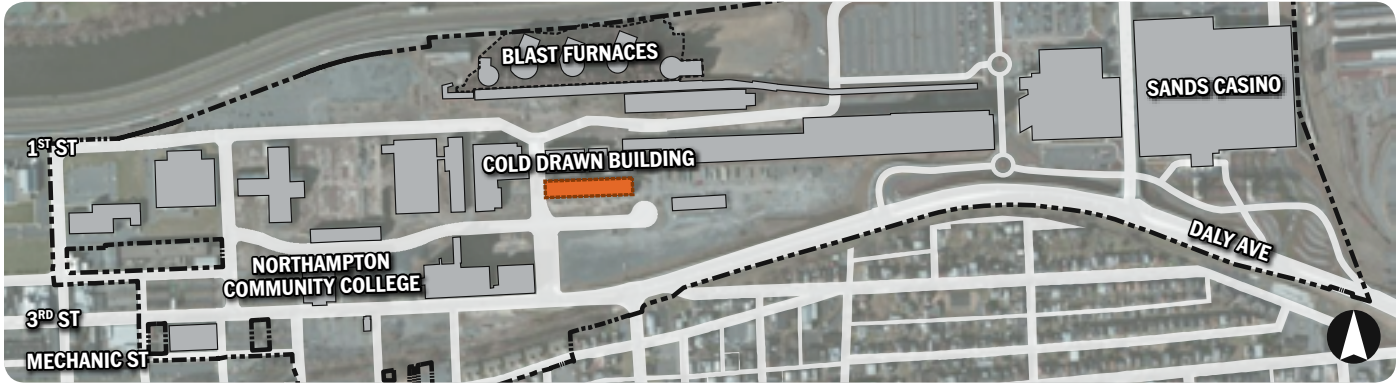 BLAST FURNACES
SANDS CASINO
1ST ST
COLD DRAWN BUILDING
DALY AVE
NORTHAMPTON
COMMUNITY COLLEGE
3RD ST
MECHANIC ST